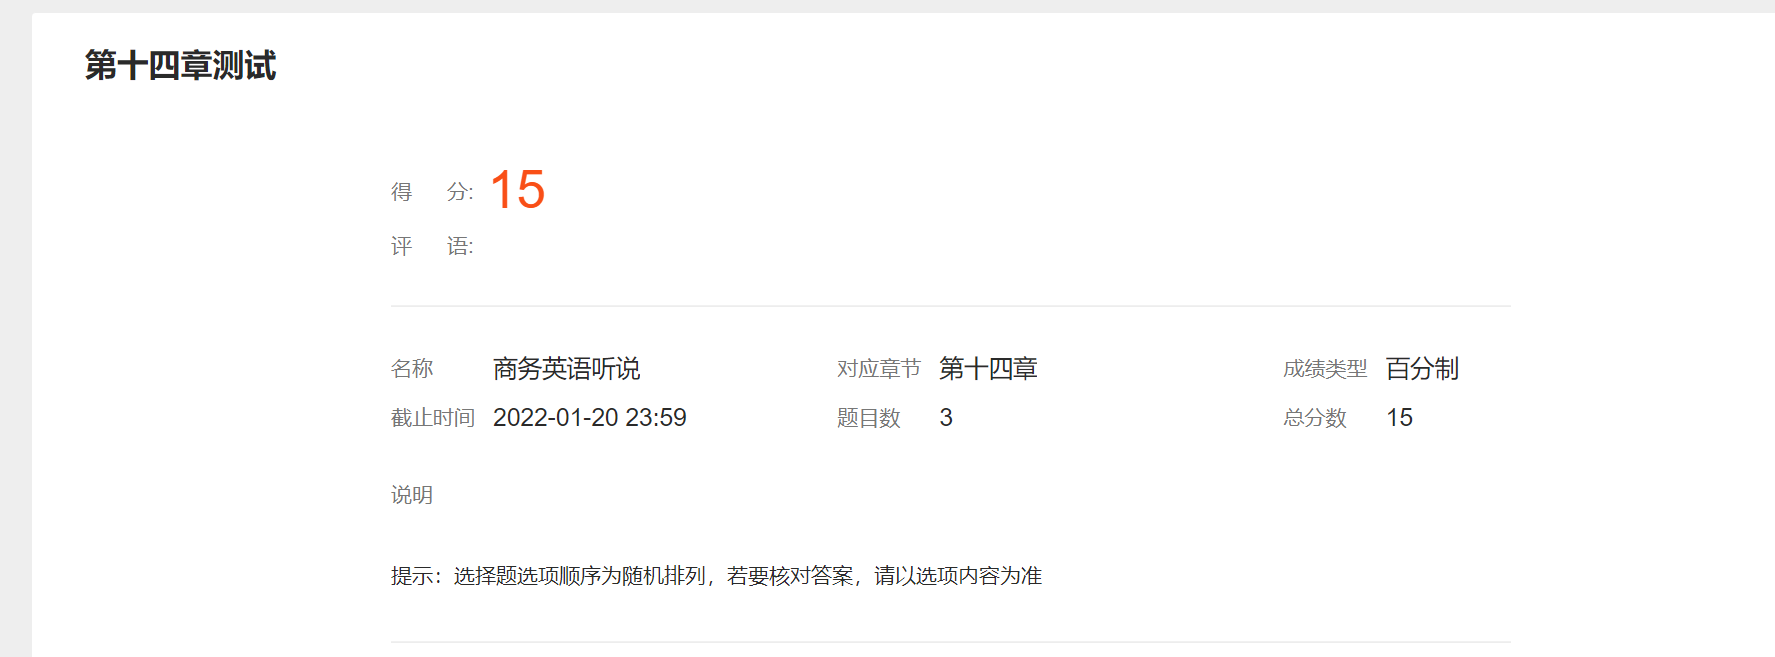 第十四章测试
得 分: 15
评 语:
名称 商务英语听说 对应章节 第十四章 成绩类型 百分制
截止时间 2022-01-20 23:59 题目数 3 总分数 15
说明
提示：选择题选项顺序为随机排列，若要核对答案，请以选项内容为准